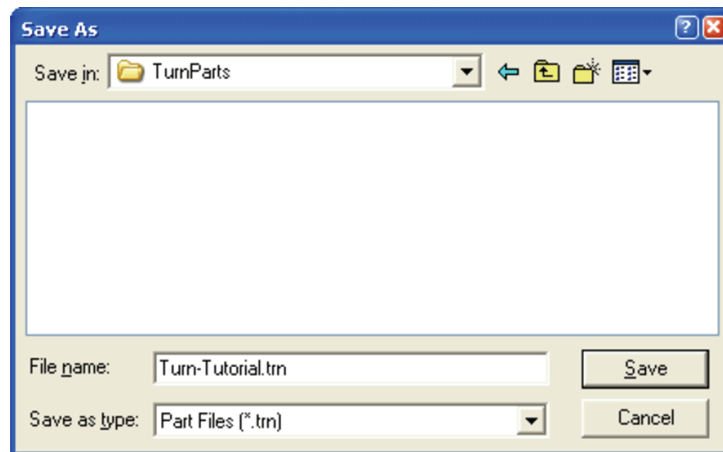 Save As
Save in: TurnParts
File name: Turn-Tutorial.trn Save
Save as type: Part Files (*.trn) Cancel